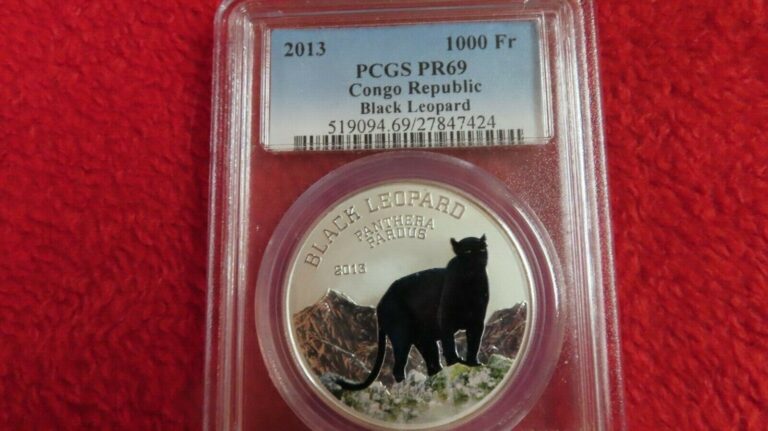 2013 1000 Fr
PCGS PR69
Congo Republic
Black Leopard
519094.69/27847424
BLACK LEOPARD
PANTHERA
PARDUS
2013